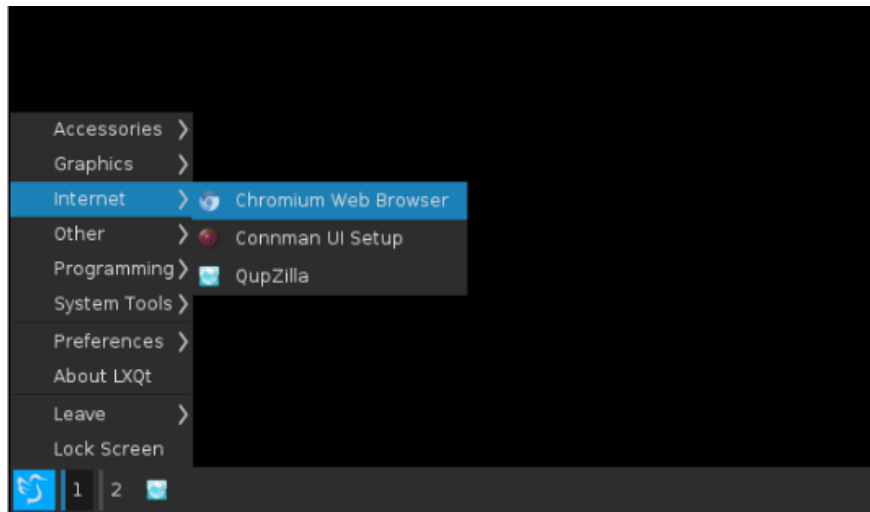 Accessories
Graphics
Internet
Chromium Web Browser
Other
Connman UI Setup
Programming
QupZilla
System Tools
Preferences
About LXQt
Leave
Lock Screen
1 2